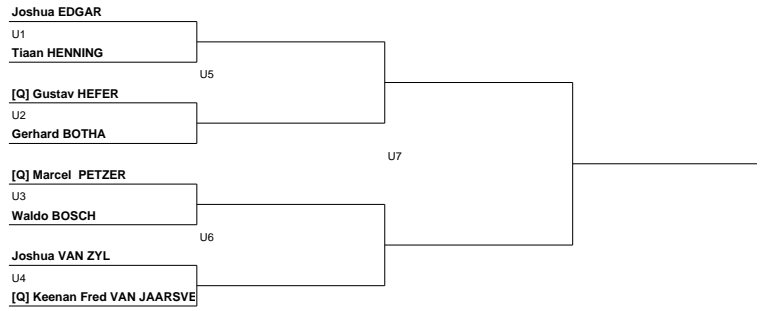 Joshua EDGAR
U1
Tiaan HENNING
U5
[Q] Gustav HEFER
U2
Gerhard BOTHA
U7
[Q] Marcel PETZER
U3
Waldo BOSCH
U6
Joshua VAN ZYL
U4
[Q] Keenan Fred VAN JAARSVE